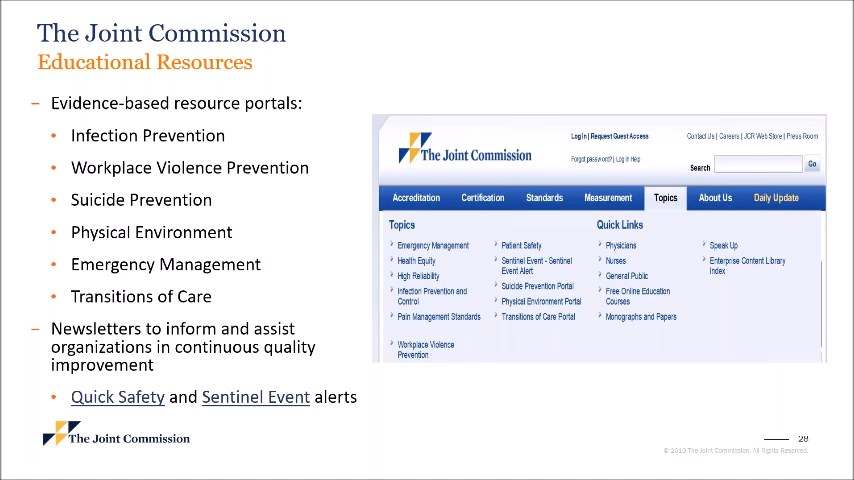 The Joint Commission
Educational Resources
– Evidence-based resource portals:
• Infection Prevention
• Workplace Violence Prevention
• Suicide Prevention
• Physical Environment
• Emergency Management
• Transitions of Care
– Newsletters to inform and assist
organizations in continuous quality
improvement
• Quick Safety and Sentinel Event alerts
The Joint Commission
Log In | Request Guest Access
Contact Us | Careers | JCR Web Store | Press Room
Forgot password? | Log In Help
Search
Go
Accreditation Certification Standards Measurement Topics About Us Daily Update
Topics
Emergency Management
Health Equity
High Reliability
Infection Prevention and
Control
Pain Management Standards
Workplace Violence
Prevention
Patient Safety
Sentinel Event - Sentinel
Event Alert
Suicide Prevention Portal
Physical Environment Portal
Transitions of Care Portal
Quick Links
Physicians
Nurses
General Public
Free Online Education
Courses
Monographs and Papers
Speak Up
Enterprise Content Library
Index
The Joint Commission
28
© 2019 The Joint Commission. All Rights Reserved.